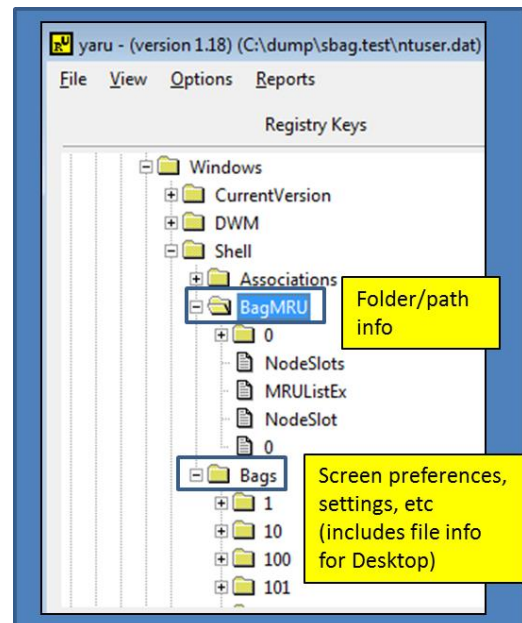 yaru - (version 1.18) (C:\dump\sbag.test\ntuser.dat)
File View Options Reports
Registry Keys
Windows
CurrentVersion
DWM
Shell
Associations
BagMRU
Folder/path
info
0
NodeSlots
MRUListEx
NodeSlot
0
Bags
Screen preferences,
settings, etc
(includes file info
for Desktop)
1
10
100
101